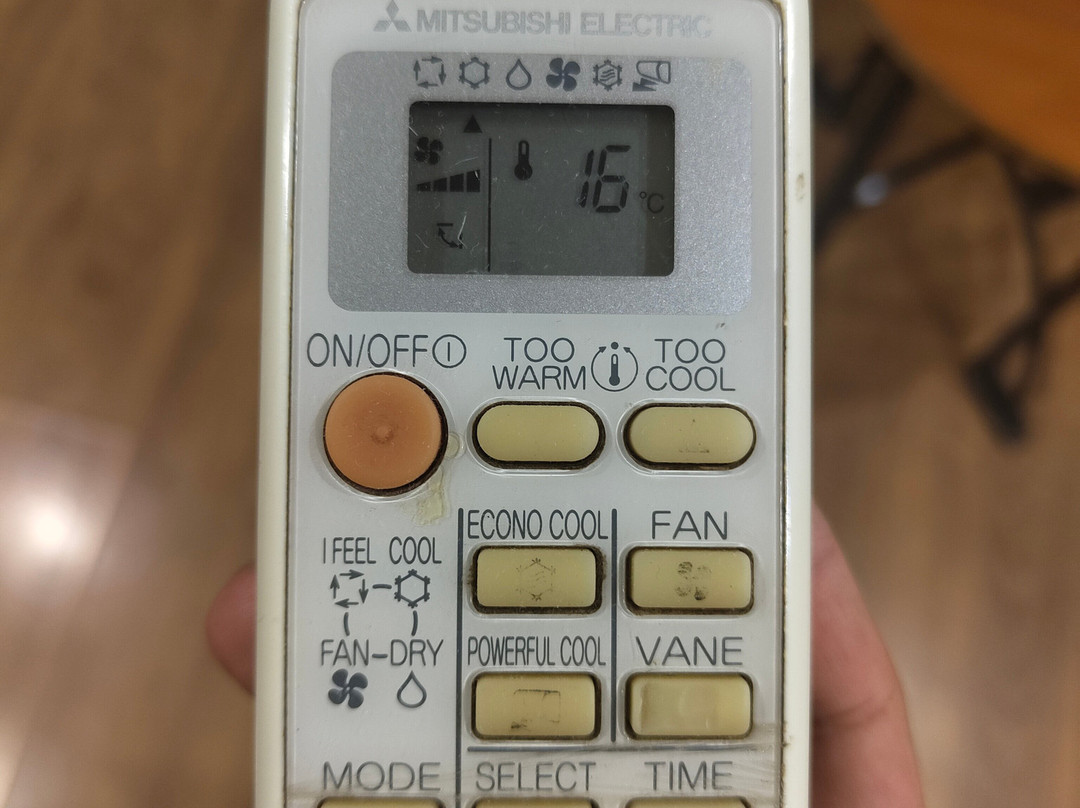 MITSUBISHI ELECTRIC
16 °C
ON/OFF
TOO WARM
TOO COOL
ECONO COOL
FAN
I FEEL COOL
FAN-DRY
POWERFUL COOL
VANE
MODE
SELECT
TIME